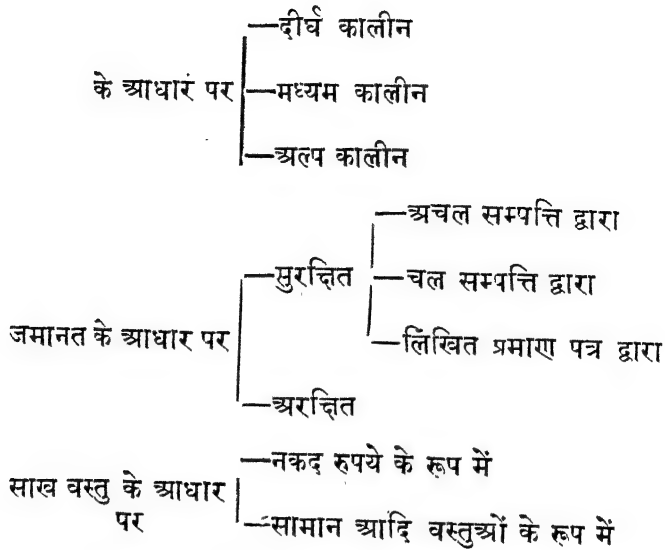 दीर्घ कालीन
के आधारं पर
मध्यम कालीन
अल्प कालीन
अचल सम्पत्ति द्वारा
सुरक्षित
चल सम्पत्ति द्वारा
जमानत के आधार पर
लिखित प्रमाण पत्र द्वारा
अरक्षित
नकद रुपये के रूप में
साख वस्तु के आधार
पर
सामान आदि वस्तुओं के रूप में